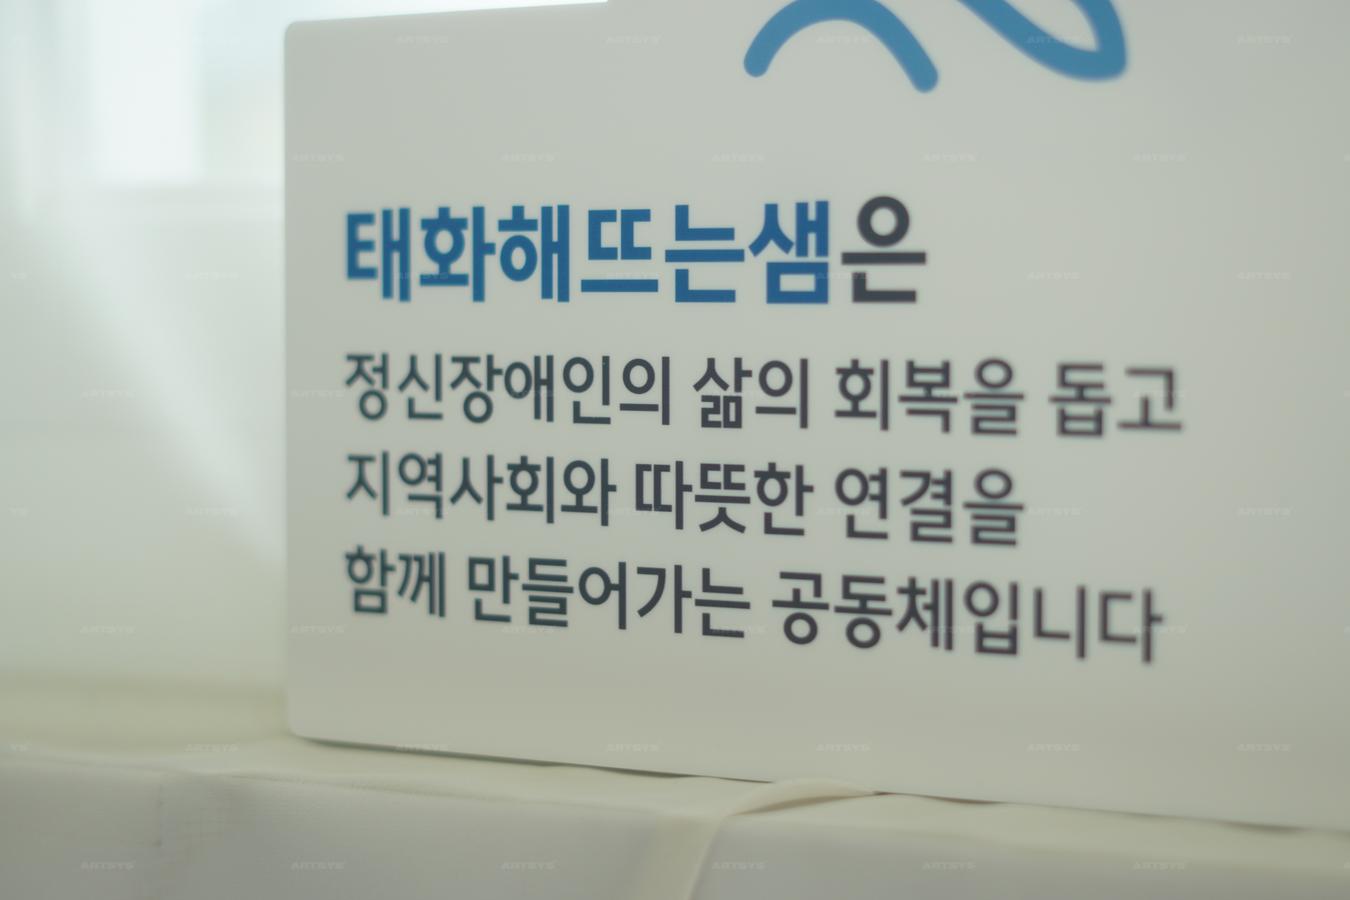 태화해뜨는샘은
정신장애인의 삶의 회복을 돕고
지역사회와 따뜻한 연결을
함께 만들어가는 공동체입니다
ARTSYS